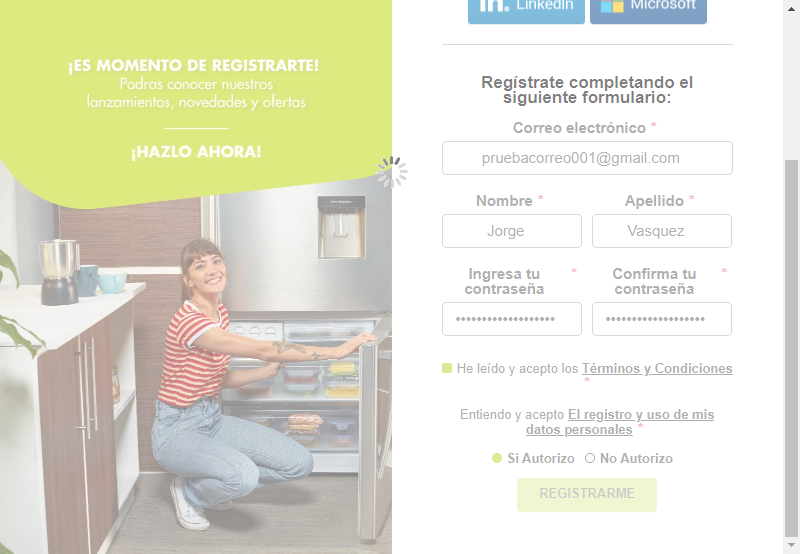 ¡ES MOMENTO DE REGISTRARTE!
Podras conocer nuestros
lanzamientos, novedades y ofertas
¡HAZLO AHORA!
in. LinkedIn
Microsoft
Regístrate completando el
siguiente formulario:
Correo electrónico *
pruebacorreo001@gmail.com
Nombre *
Apellido *
Jorge
Vasquez
Ingresa tu *
contraseña
Confirma tu *
contraseña
••••••••••••••••••••
••••••••••••••••••••
He leído y acepto los Términos y Condiciones
*
Entiendo y acepto El registro y uso de mis
datos personales *
Si Autorizo
No Autorizo
REGISTRARME